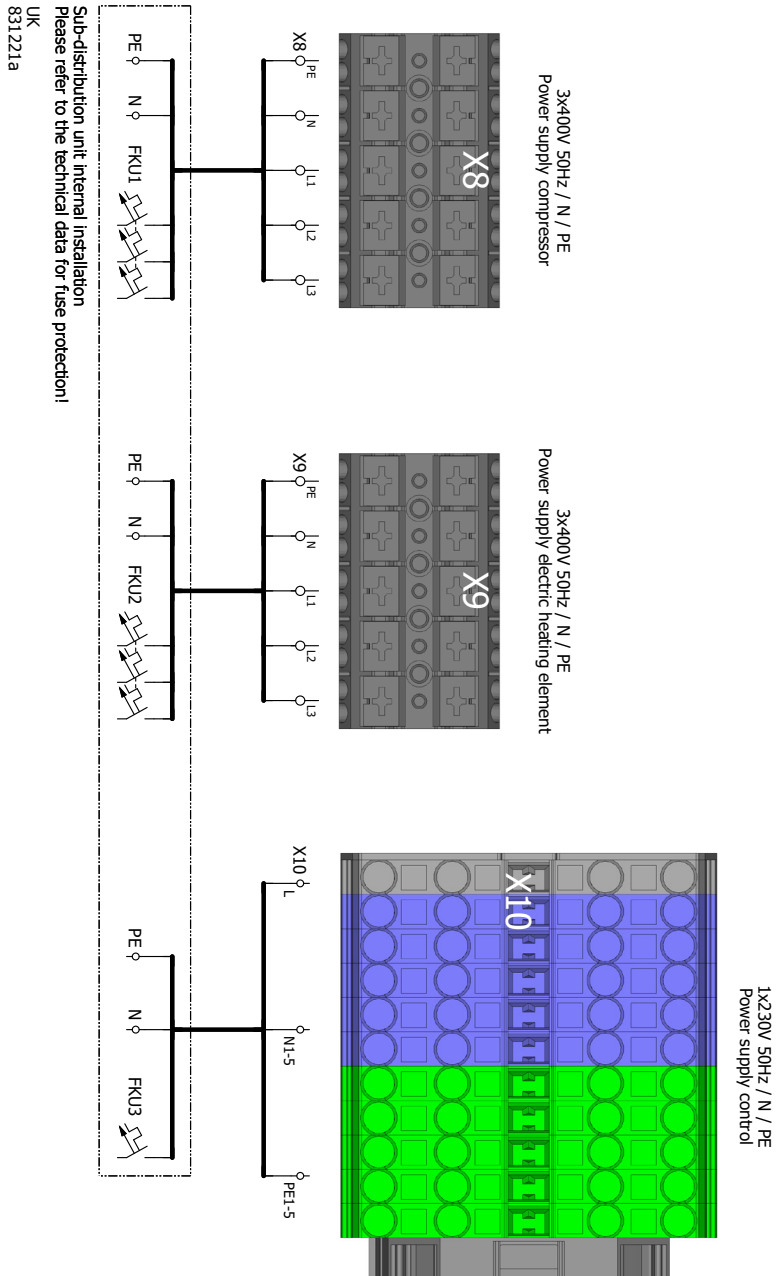 3x400V 50Hz / N / PE
Power supply compressor
X8
X8
PE
N
L1
L2
L3
PE
N
FKU1
3x400V 50Hz / N / PE
Power supply electric heating element
X9
X9
PE
N
L1
L2
L3
PE
N
FKU2
1x230V 50Hz / N / PE
Power supply control
X10
X10
L
N1-5
PE1-5
PE
N
FKU3
Sub-distribution unit internal installation
Please refer to the technical data for fuse protection!
UK
831221a